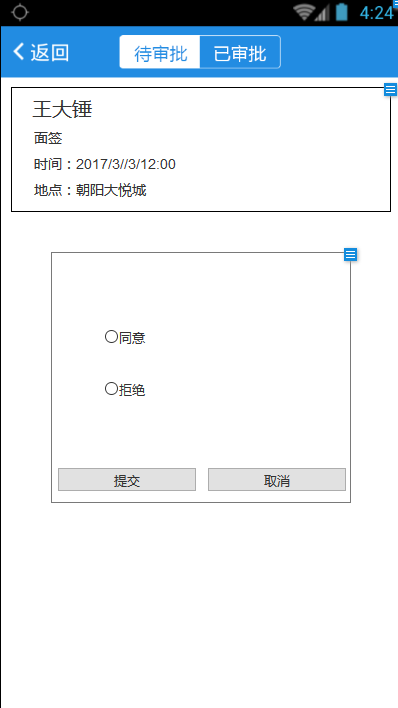 4:24
返回 待审批 已审批
王大锤
面签
时间：2017/3//3/12:00
地点：朝阳大悦城
同意
拒绝
提交 取消